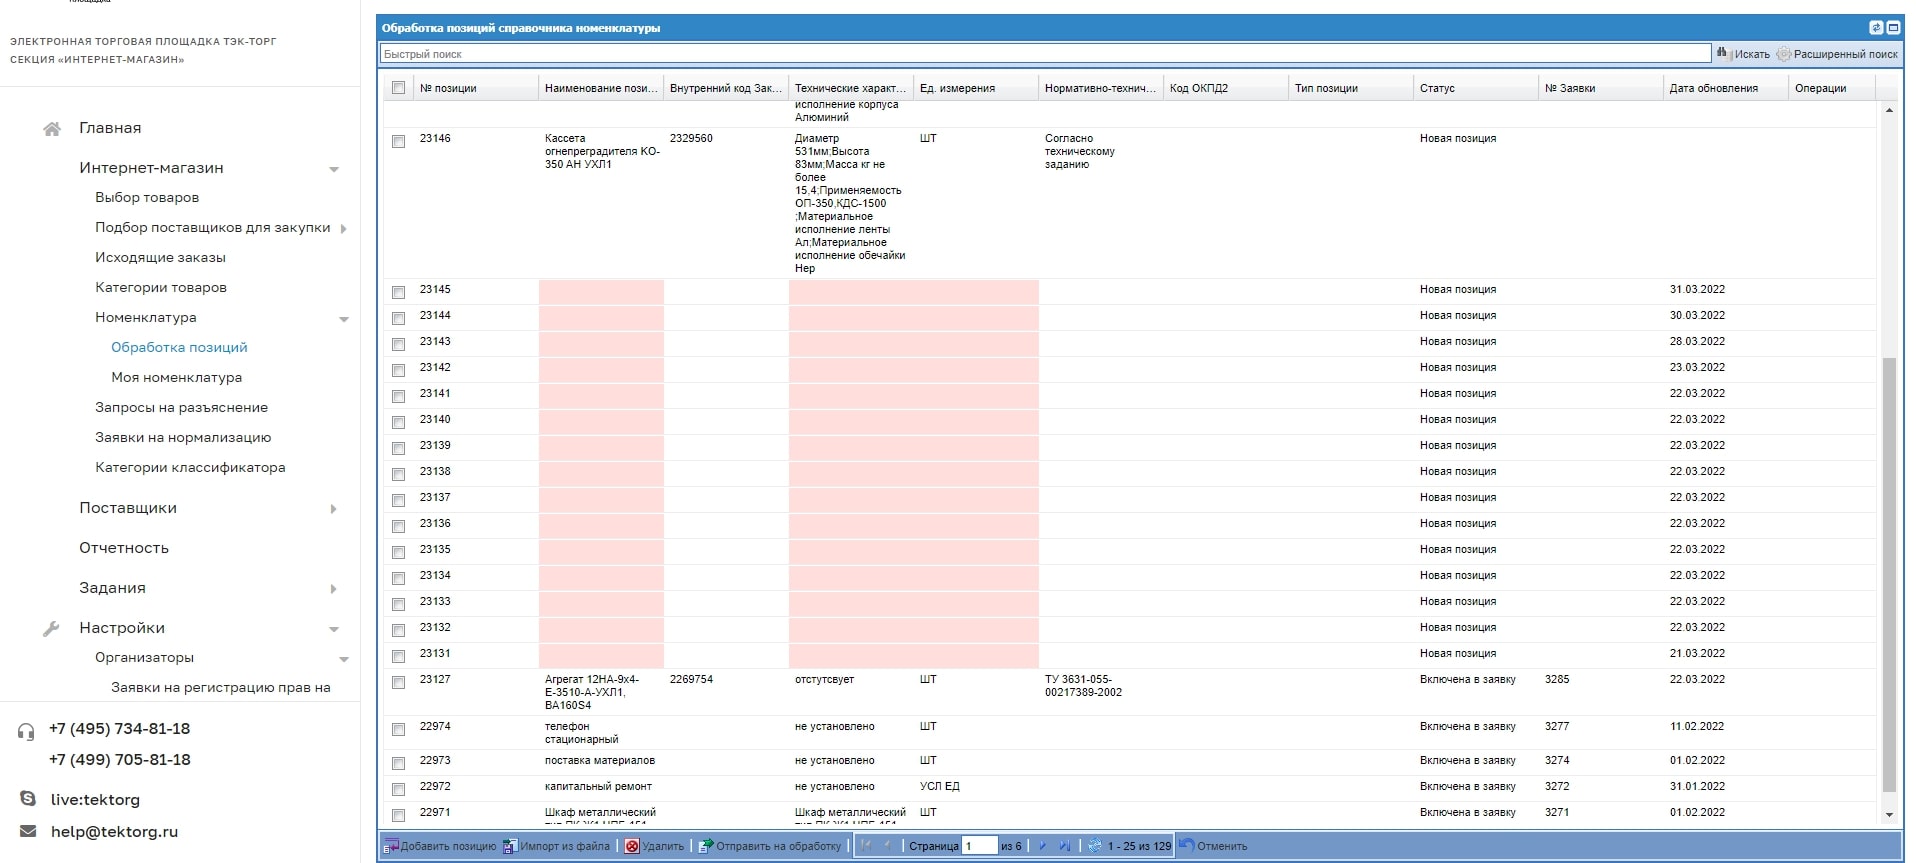 площадка
ЭЛЕКТРОННАЯ ТОРГОВАЯ ПЛОЩАДКА ТЭК-ТОРГ
СЕКЦИЯ «ИНТЕРНЕТ-МАГАЗИН»
Главная
Интернет-магазин
Выбор товаров
Подбор поставщиков для закупки
Исходящие заказы
Категории товаров
Номенклатура
Обработка позиций
Моя номенклатура
Запросы на разъяснение
Заявки на нормализацию
Категории классификатора
Поставщики
Отчетность
Задания
Настройки
Организаторы
Заявки на регистрацию прав на
+7 (495) 734-81-18
+7 (499) 705-81-18
live:tektorg
help@tektorg.ru
Обработка позиций справочника номенклатуры
Быстрый поиск Искать Расширенный поиск
№ позиции Наименование пози... Внутренний код Зак... Технические характ... Ед. измерения Нормативно-технич... Код ОКПД2 Тип позиции Статус № Заявки Дата обновления Операции
исполнение корпуса
Алюминий
23146 Кассета 2329560 Диаметр ШТ Согласно Новая позиция
огнепреградителя КО- 531мм;Высота техническому
350 АН УХЛ1 83мм;Масса кг не заданию
более
15,4;Применяемость
ОП-350,КДС-1500
;Материальное
исполнение ленты
Ал;Материальное
исполнение обечайки
Нер
23145 Новая позиция 31.03.2022
23144 Новая позиция 30.03.2022
23143 Новая позиция 28.03.2022
23142 Новая позиция 23.03.2022
23141 Новая позиция 22.03.2022
23140 Новая позиция 22.03.2022
23139 Новая позиция 22.03.2022
23138 Новая позиция 22.03.2022
23137 Новая позиция 22.03.2022
23136 Новая позиция 22.03.2022
23135 Новая позиция 22.03.2022
23134 Новая позиция 22.03.2022
23133 Новая позиция 22.03.2022
23132 Новая позиция 22.03.2022
23131 Новая позиция 21.03.2022
23127 Агрегат 12НА-9х4- 2269754 отстутсвует ШТ ТУ 3631-055- Включена в заявку 3285 22.03.2022
Е-3510-А-УХЛ1, 00217389-2002
ВА160S4
22974 телефон не установлено ШТ Включена в заявку 3277 11.02.2022
стационарный
22973 поставка материалов не установлено ШТ Включена в заявку 3274 01.02.2022
22972 капитальный ремонт не установлено УСЛ ЕД Включена в заявку 3272 31.01.2022
22971 Шкаф металлический Шкаф металлический ШТ Включена в заявку 3271 01.02.2022
Добавить позицию Импорт из файла Удалить Отправить на обработку Страница 1 из 6 1 - 25 из 129 Отменить